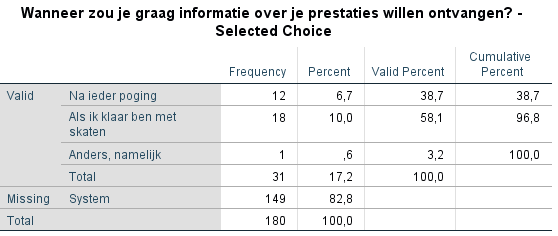 Wanneer zou je graag informatie over je prestaties willen ontvangen? -
Selected Choice
Frequency Percent Valid Percent Cumulative Percent
Valid Na ieder poging 12 6,7 38,7 38,7
Als ik klaar ben met skaten 18 10,0 58,1 96,8
Anders, namelijk 1 ,6 3,2 100,0
Total 31 17,2 100,0
Missing System 149 82,8
Total 180 100,0